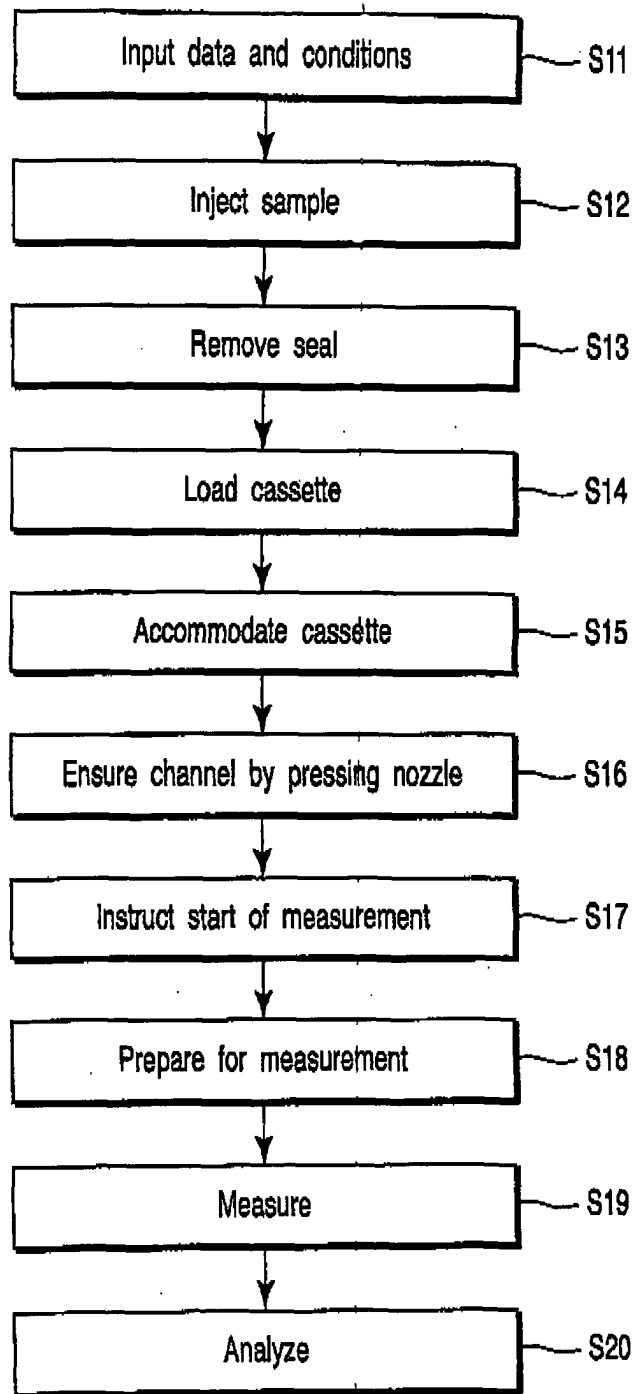 Input data and conditions S11
Inject sample S12
Remove seal S13
Load cassette S14
Accommodate cassette S15
Ensure channel by pressing nozzle S16
Instruct start of measurement S17
Prepare for measurement S18
Measure S19
Analyze S20